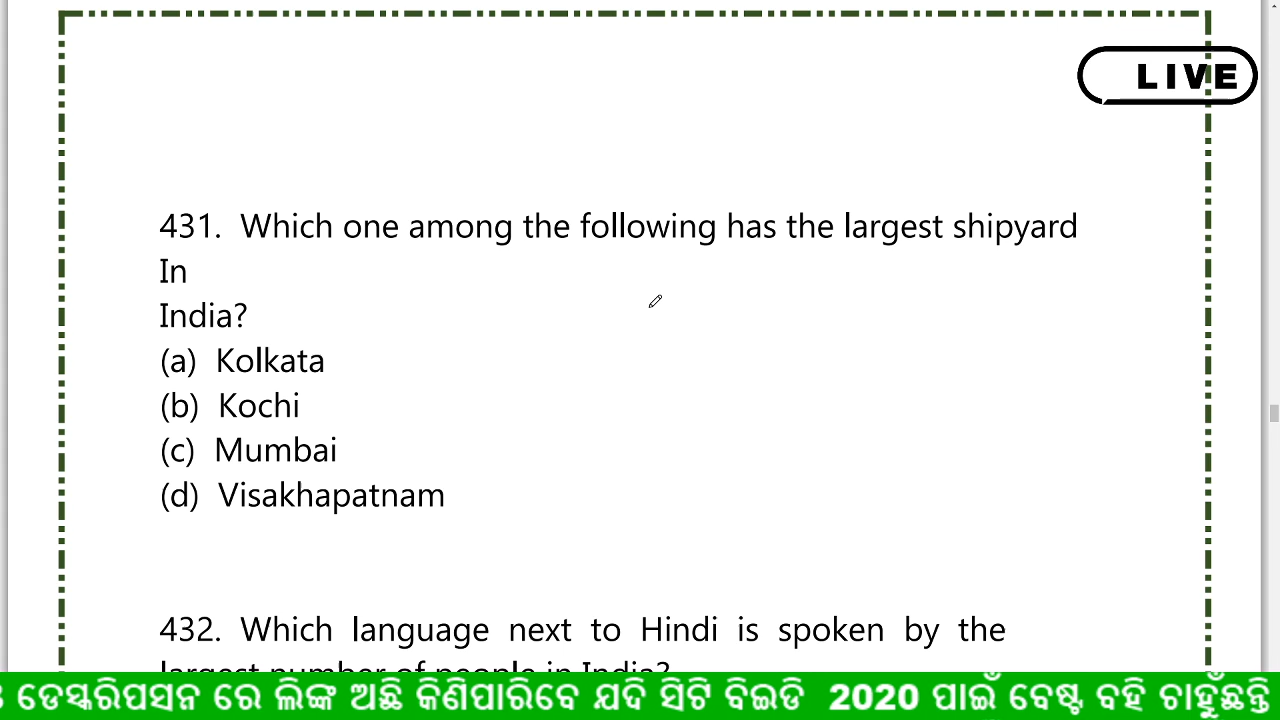 LIVE
431. Which one among the following has the largest shipyard
In
India?
(a) Kolkata
(b) Kochi
(c) Mumbai
(d) Visakhapatnam
432. Which language next to Hindi is spoken by the
largest number of people in India?
ଡେସ୍କରିପସନ ରେ ଲିଙ୍କ ଅଛି କିଣିପାରିବେ ଯଦି ସିଟି ବିଇଡି 2020 ପାଇଁ ବେଷ୍ଟ ବହି ଚାହୁଁଛନ୍ତି